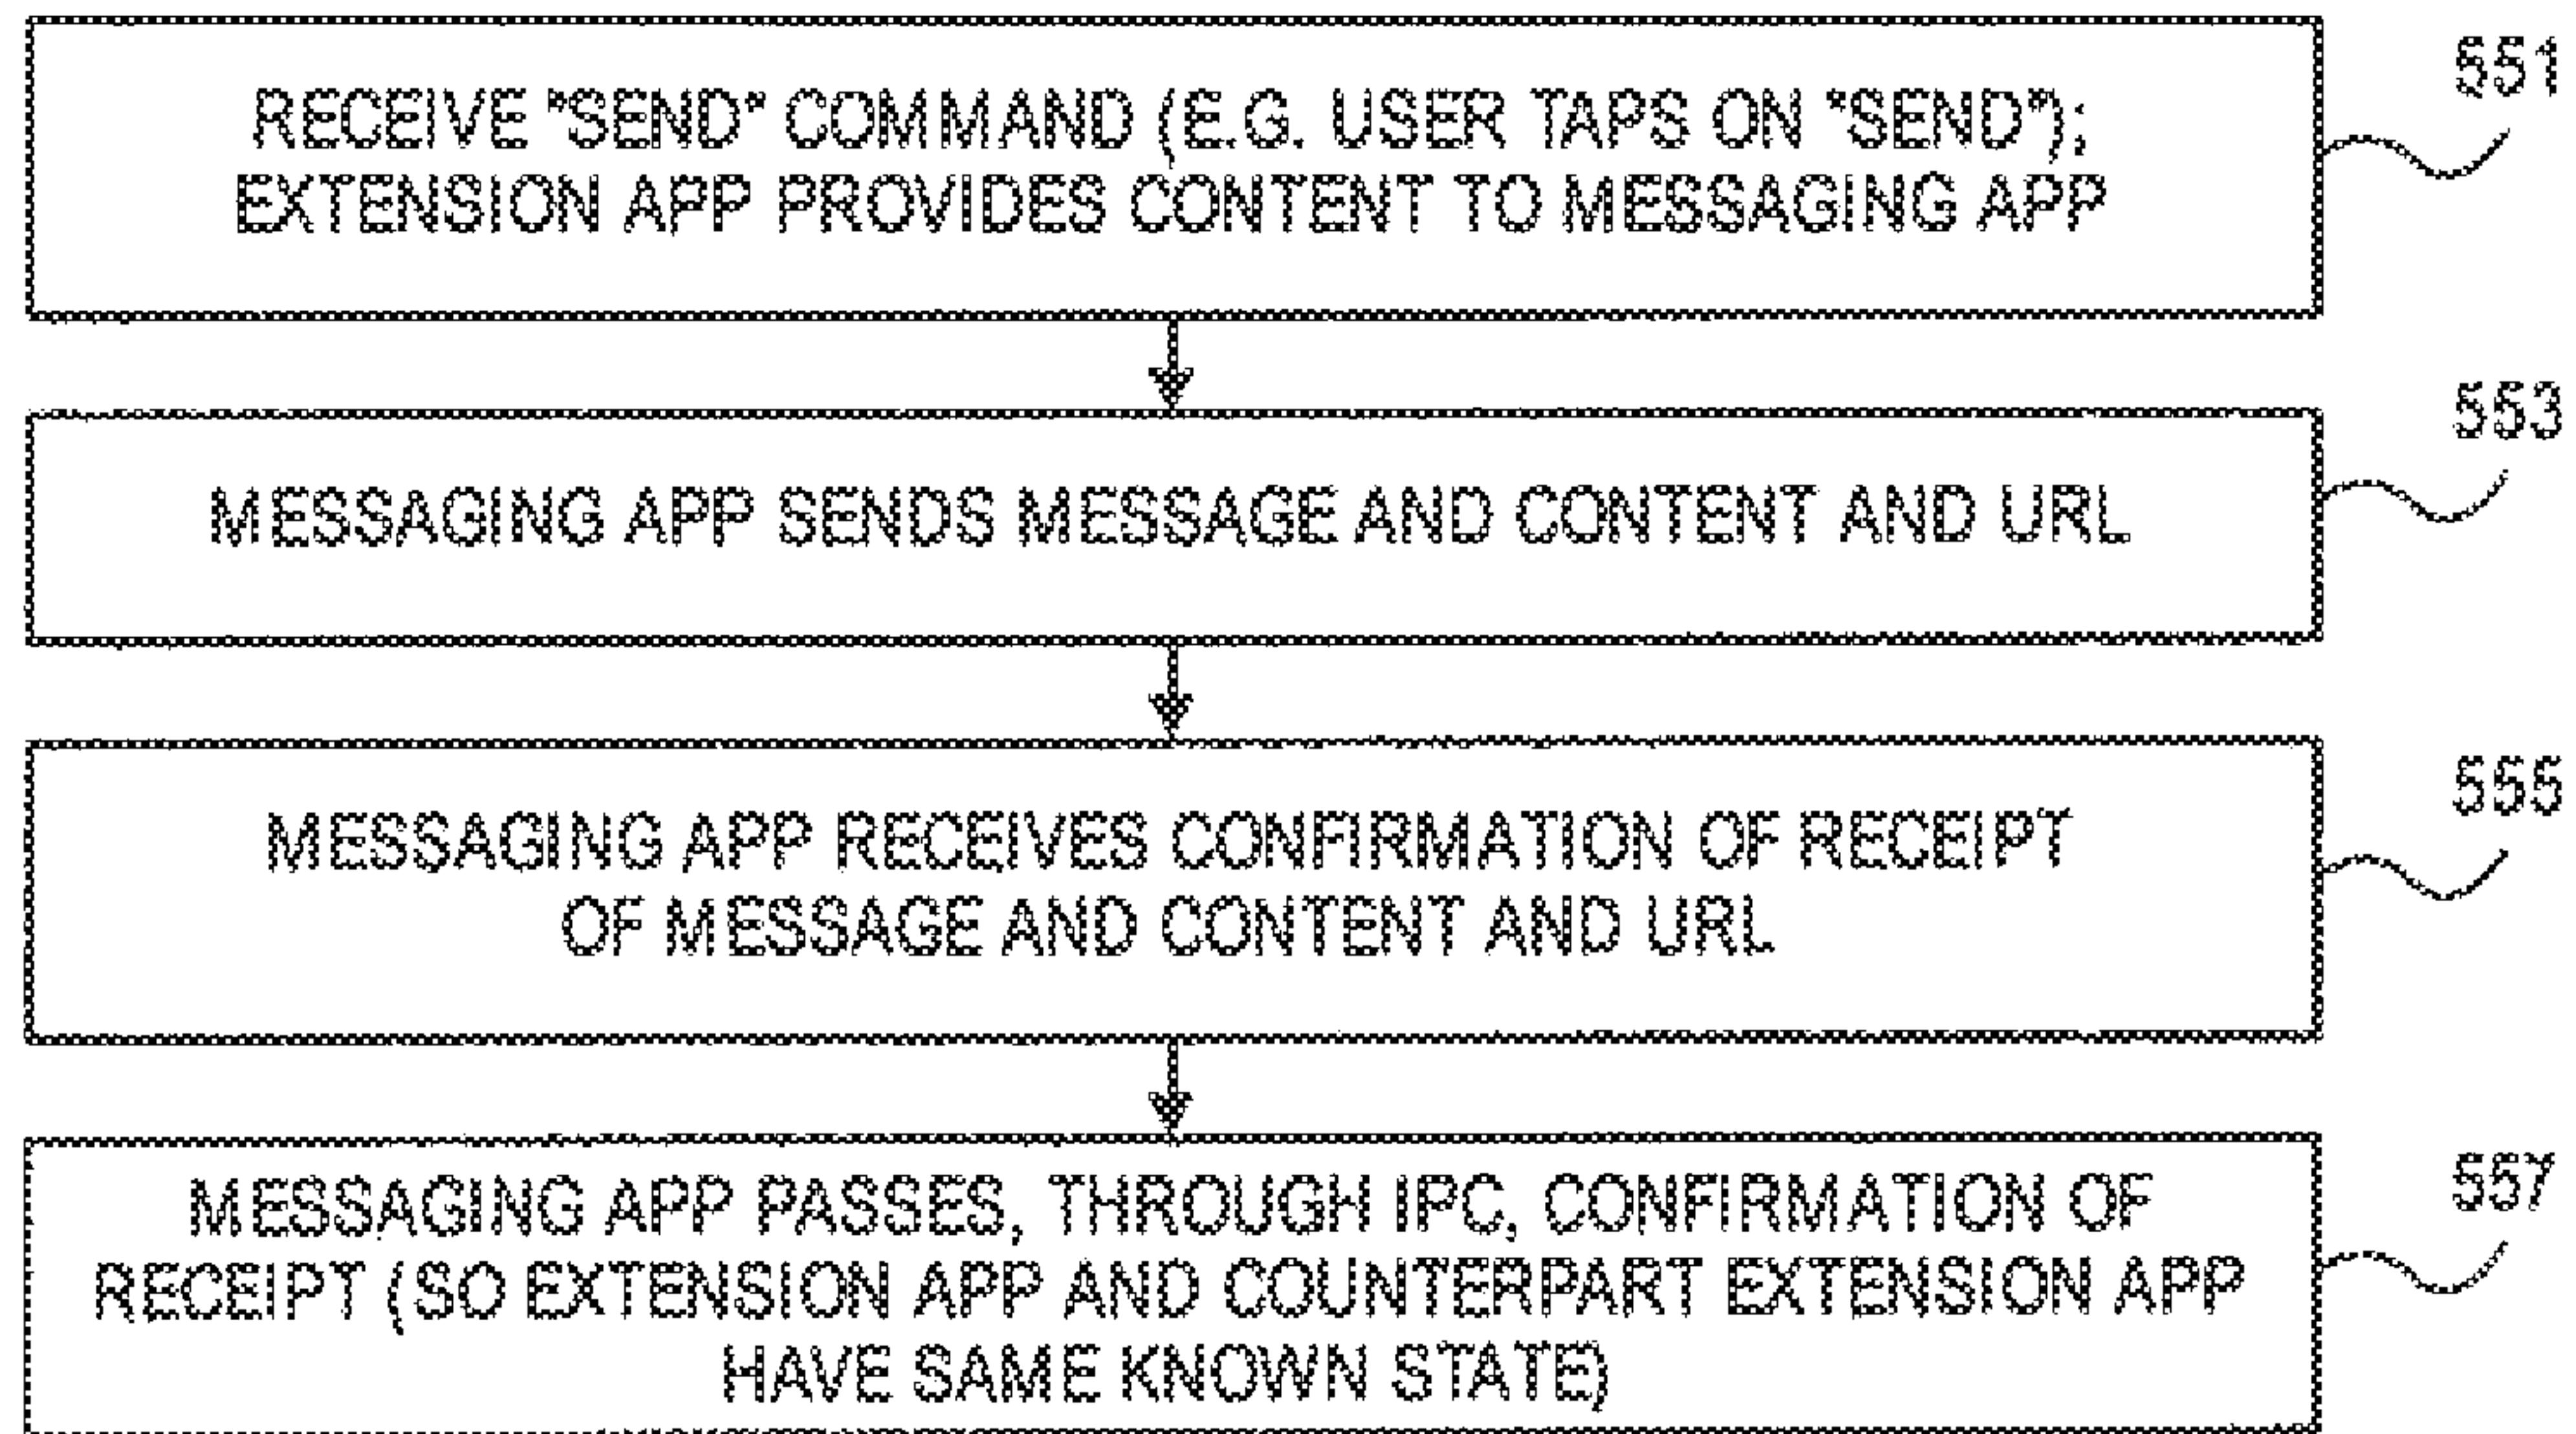 RECEIVE "SEND" COMMAND (E.G. USER TAPS ON "SEND");
EXTENSION APP PROVIDES CONTENT TO MESSAGING APP
551
MESSAGING APP SENDS MESSAGE AND CONTENT AND URL
553
MESSAGING APP RECEIVES CONFIRMATION OF RECEIPT
OF MESSAGE AND CONTENT AND URL
555
MESSAGING APP PASSES, THROUGH IPC, CONFIRMATION OF
RECEIPT (SO EXTENSION APP AND COUNTERPART EXTENSION APP
HAVE SAME KNOWN STATE)
557